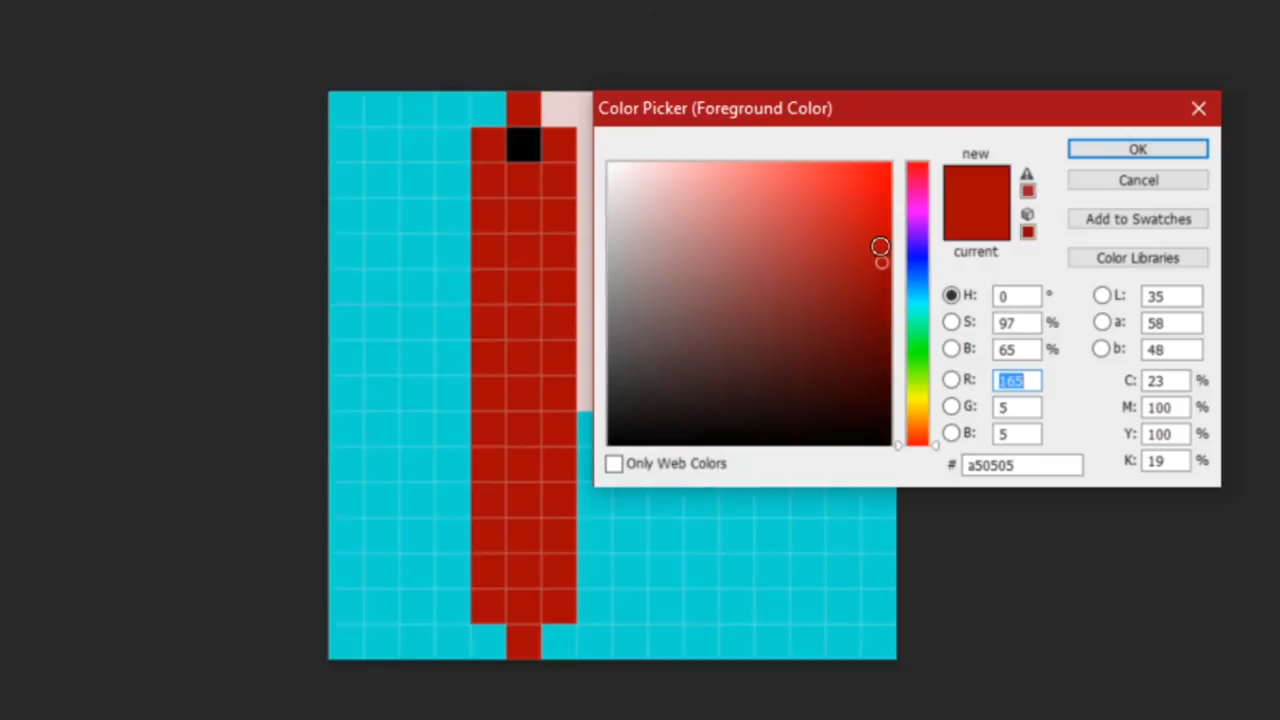 Color Picker (Foreground Color)
new
current
OK
Cancel
Add to Swatches
Color Libraries
H: 0 °
S: 97 %
B: 65 %
R: 165
G: 5
B: 5
L: 35
a: 58
b: 48
C: 23 %
M: 100 %
Y: 100 %
K: 19 %
# a50505
Only Web Colors